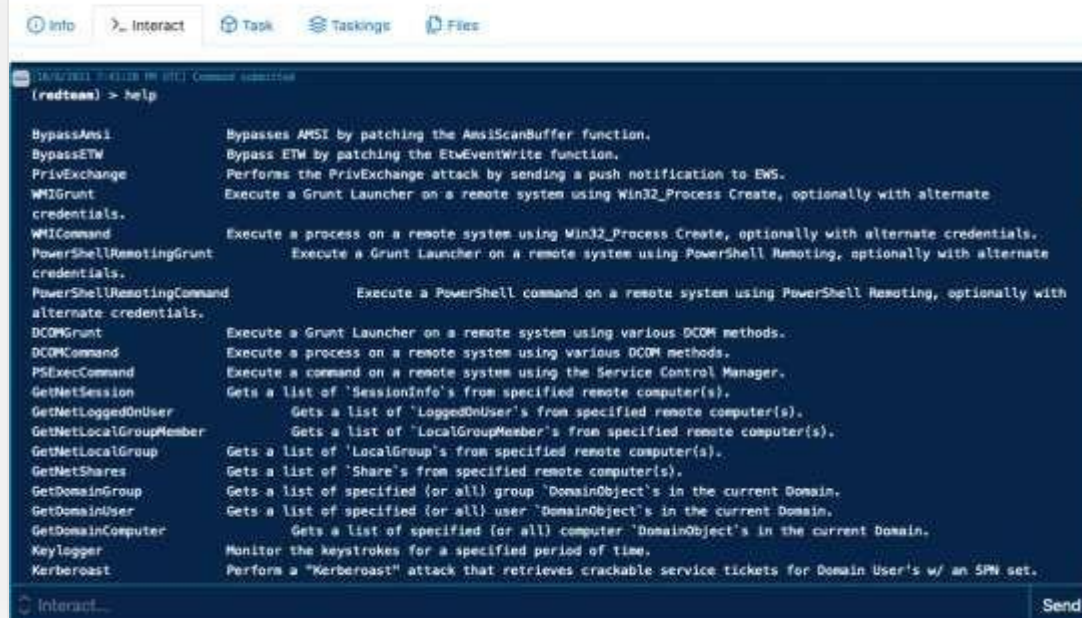 Info
Interact
Task
Taskings
Files
UTC] Command submitted
(redteam) > help
BypassAmsi Bypasses AMSI by patching the AmsiScanBuffer function.
BypassETW Bypass ETW by patching the EtwEventWrite function.
PrivExchange Performs the PrivExchange attack by sending a push notification to EWS.
WMIGrunt Execute a Grunt Launcher on a remote system using Win32_Process Create, optionally with alternate
credentials.
WMICommand Execute a process on a remote system using Win32_Process Create, optionally with alternate credentials.
PowerShellRemotingGrunt Execute a Grunt Launcher on a remote system using PowerShell Remoting, optionally with alternate
credentials.
PowerShellRemotingCommand Execute a PowerShell command on a remote system using PowerShell Remoting, optionally with
alternate credentials.
DCOMGrunt Execute a Grunt Launcher on a remote system using various DCOM methods.
DCOMCommand Execute a process on a remote system using various DCOM methods.
PSExecCommand Execute a command on a remote system using the Service Control Manager.
GetNetSession Gets a list of `SessionInfo`s from specified remote computer(s).
GetNetLoggedOnUser Gets a list of `LoggedOnUser`s from specified remote computer(s).
GetNetLocalGroupMember Gets a list of `LocalGroupMember`s from specified remote computer(s).
GetNetLocalGroup Gets a list of `LocalGroup`s from specified remote computer(s).
GetNetShares Gets a list of `Share`s from specified remote computer(s).
GetDomainGroup Gets a list of specified (or all) group `DomainObject`s in the current Domain.
GetDomainUser Gets a list of specified (or all) user `DomainObject`s in the current Domain.
GetDomainComputer Gets a list of specified (or all) computer `DomainObject`s in the current Domain.
Keylogger Monitor the keystrokes for a specified period of time.
Kerberoast Perform a "Kerberoast" attack that retrieves crackable service tickets for Domain User's w/ an SPN set.
Interact...
Send